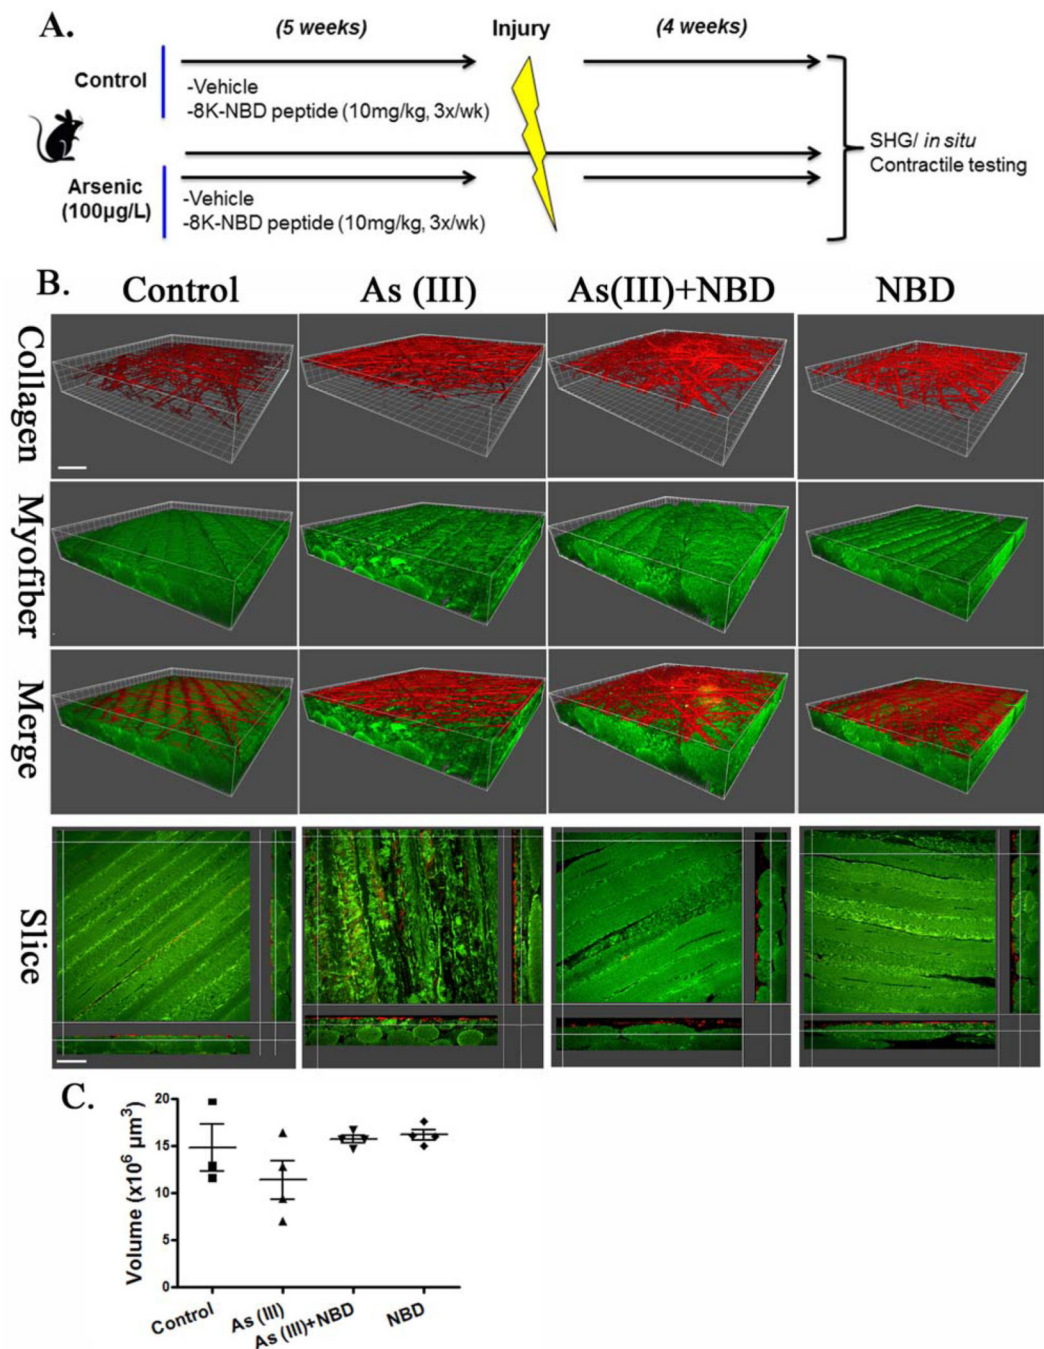 A.
(5 weeks)
Injury
(4 weeks)
Control
-Vehicle
-8K-NBD peptide (10mg/kg, 3x/wk)
SHG/ in situ
Contractile testing
Arsenic
(100µg/L)
-Vehicle
-8K-NBD peptide (10mg/kg, 3x/wk)
B.
Control
As (III)
As(III)+NBD
NBD
Collagen
Myofiber
Merge
Slice
C.
Volume (x10⁶ µm³)
20
15
10
5
0
Control
As (III)
As (III)+NBD
NBD